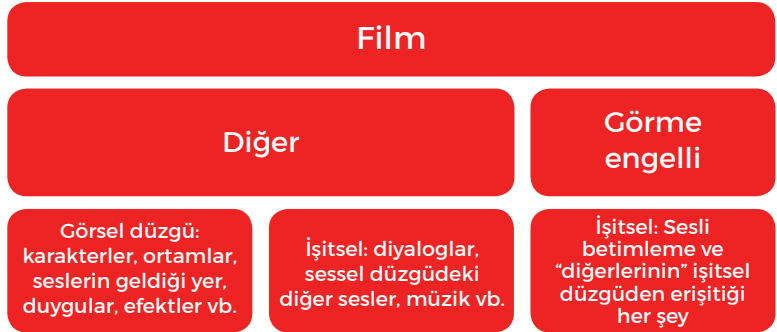 Film
Diğer
Görme
engelli
Görsel düzgü:
karakterler, ortamlar,
seslerin geldiği yer,
duygular, efektler vb.
İşitsel: diyaloglar,
sessel düzgüdeki
diğer sesler, müzik vb.
İşitsel: Sesli
betimleme ve
“diğerlerinin” işitsel
düzgüden erişitiği
her şey